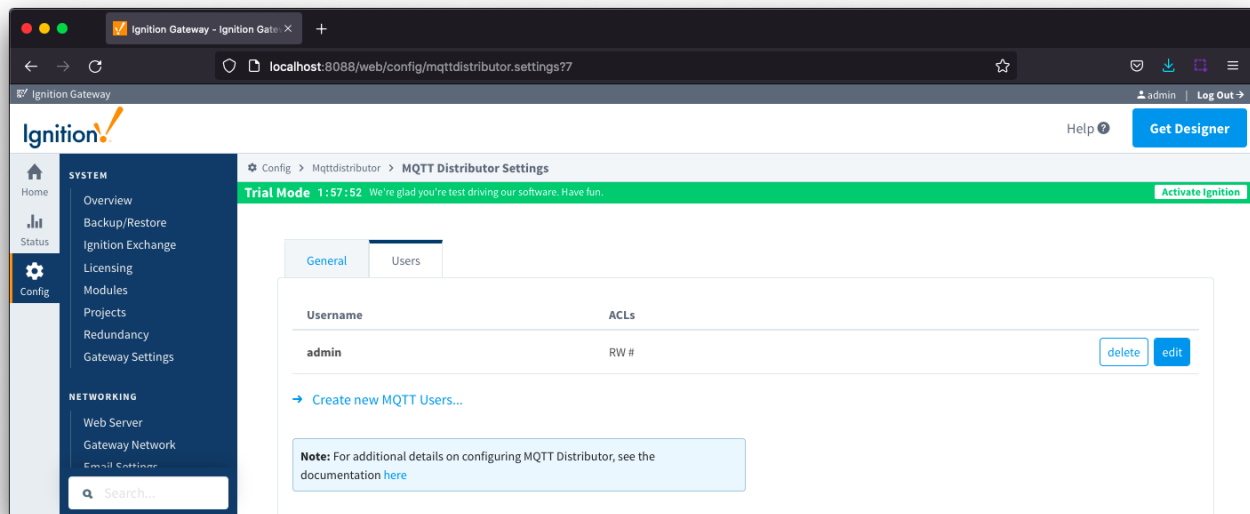 Ignition Gateway - Ignition Gate
localhost:8088/web/config/mqttdistributor.settings?7
Ignition Gateway
admin | Log Out
Ignition!
Help
Get Designer
Home
Status
Config
SYSTEM
Overview
Backup/Restore
Ignition Exchange
Licensing
Modules
Projects
Redundancy
Gateway Settings
NETWORKING
Web Server
Gateway Network
Email Settings
Search...
Config > Mqttdistributor > MQTT Distributor Settings
Trial Mode 1:57:52 We're glad you're test driving our software. Have fun.
Activate Ignition
General
Users
Username ACLs
admin RW #
delete edit
Create new MQTT Users...
Note: For additional details on configuring MQTT Distributor, see the
documentation here